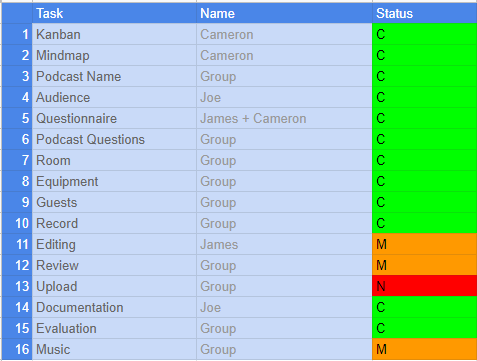 Task Name Status
1 Kanban Cameron C
2 Mindmap Cameron C
3 Podcast Name Group C
4 Audience Joe C
5 Questionnaire James + Cameron C
6 Podcast Questions Group C
7 Room Group C
8 Equipment Group C
9 Guests Group C
10 Record Group C
11 Editing James M
12 Review Group M
13 Upload Group N
14 Documentation Joe C
15 Evaluation Group C
16 Music Group M